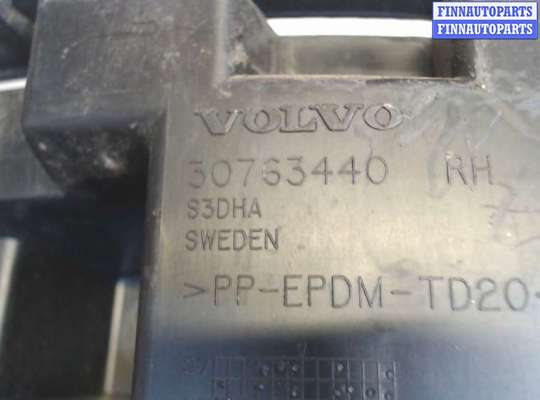 FINNAUTOPARTS
FINNAUTOPARTS
VOLVO
30763440 RH
S3DHA
SWEDEN
>PP-EPDM-TD20